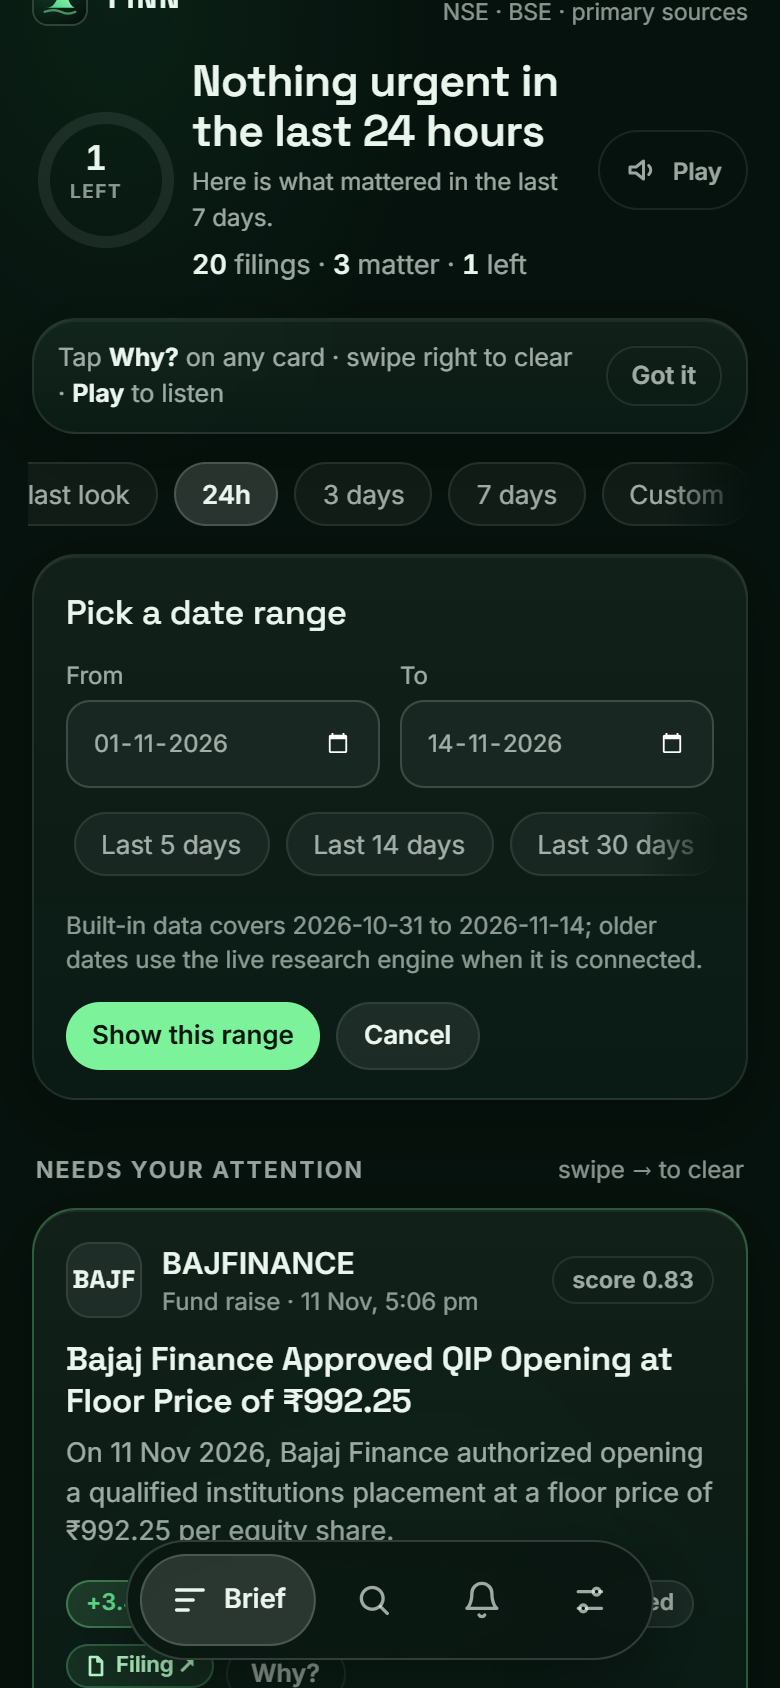 NSE · BSE · primary sources
Nothing urgent in
the last 24 hours
1
LEFT
Here is what mattered in the last
7 days.
20 filings · 3 matter · 1 left
Play
Tap Why? on any card · swipe right to clear
· Play to listen
Got it
last look
24h
3 days
7 days
Custom
Pick a date range
From
To
01-11-2026
14-11-2026
Last 5 days
Last 14 days
Last 30 days
Built-in data covers 2026-10-31 to 2026-11-14; older
dates use the live research engine when it is connected.
Show this range
Cancel
NEEDS YOUR ATTENTION
swipe → to clear
BAJF
BAJFINANCE
Fund raise · 11 Nov, 5:06 pm
score 0.83
Bajaj Finance Approved QIP Opening at
Floor Price of ₹992.25
On 11 Nov 2026, Bajaj Finance authorized opening
a qualified institutions placement at a floor price of
₹992.25 per equity share.
+3.
Brief
ed
Filing ↗
Why?